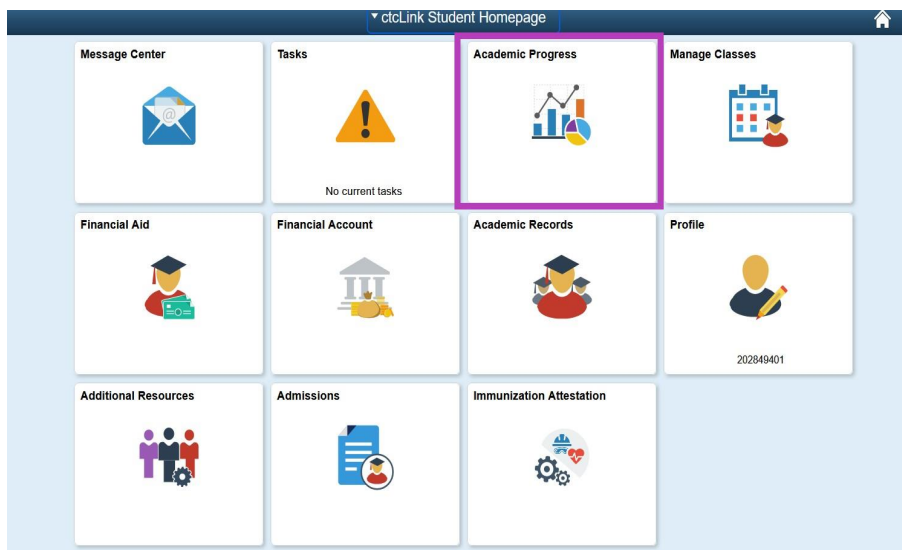 ▾ ctcLink Student Homepage
Message Center
Tasks
No current tasks
Academic Progress
Manage Classes
Financial Aid
Financial Account
Academic Records
Profile
202849401
Additional Resources
Admissions
Immunization Attestation